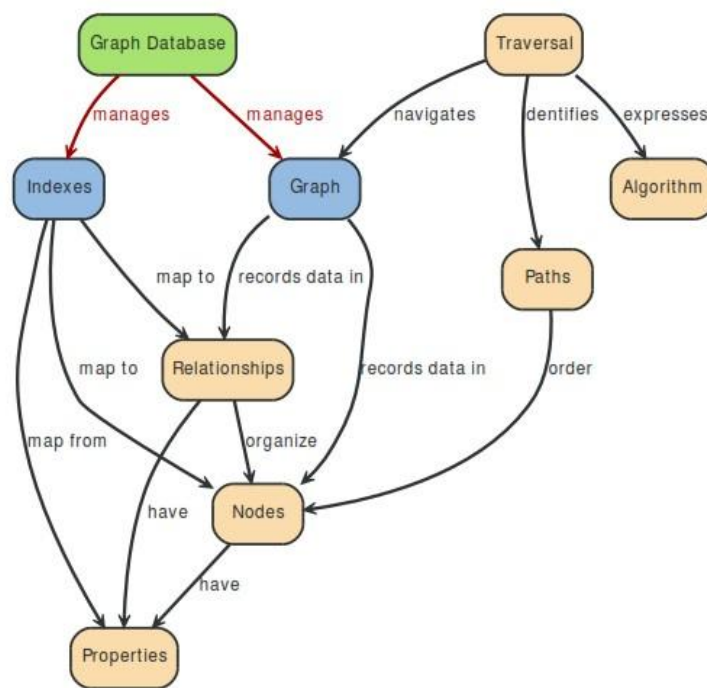 Graph Database
Traversal
manages
manages
navigates
identifies
expresses
Indexes
Graph
Algorithm
map to
records data in
Paths
Relationships
map to
records data in
order
map from
organize
Nodes
have
have
Properties